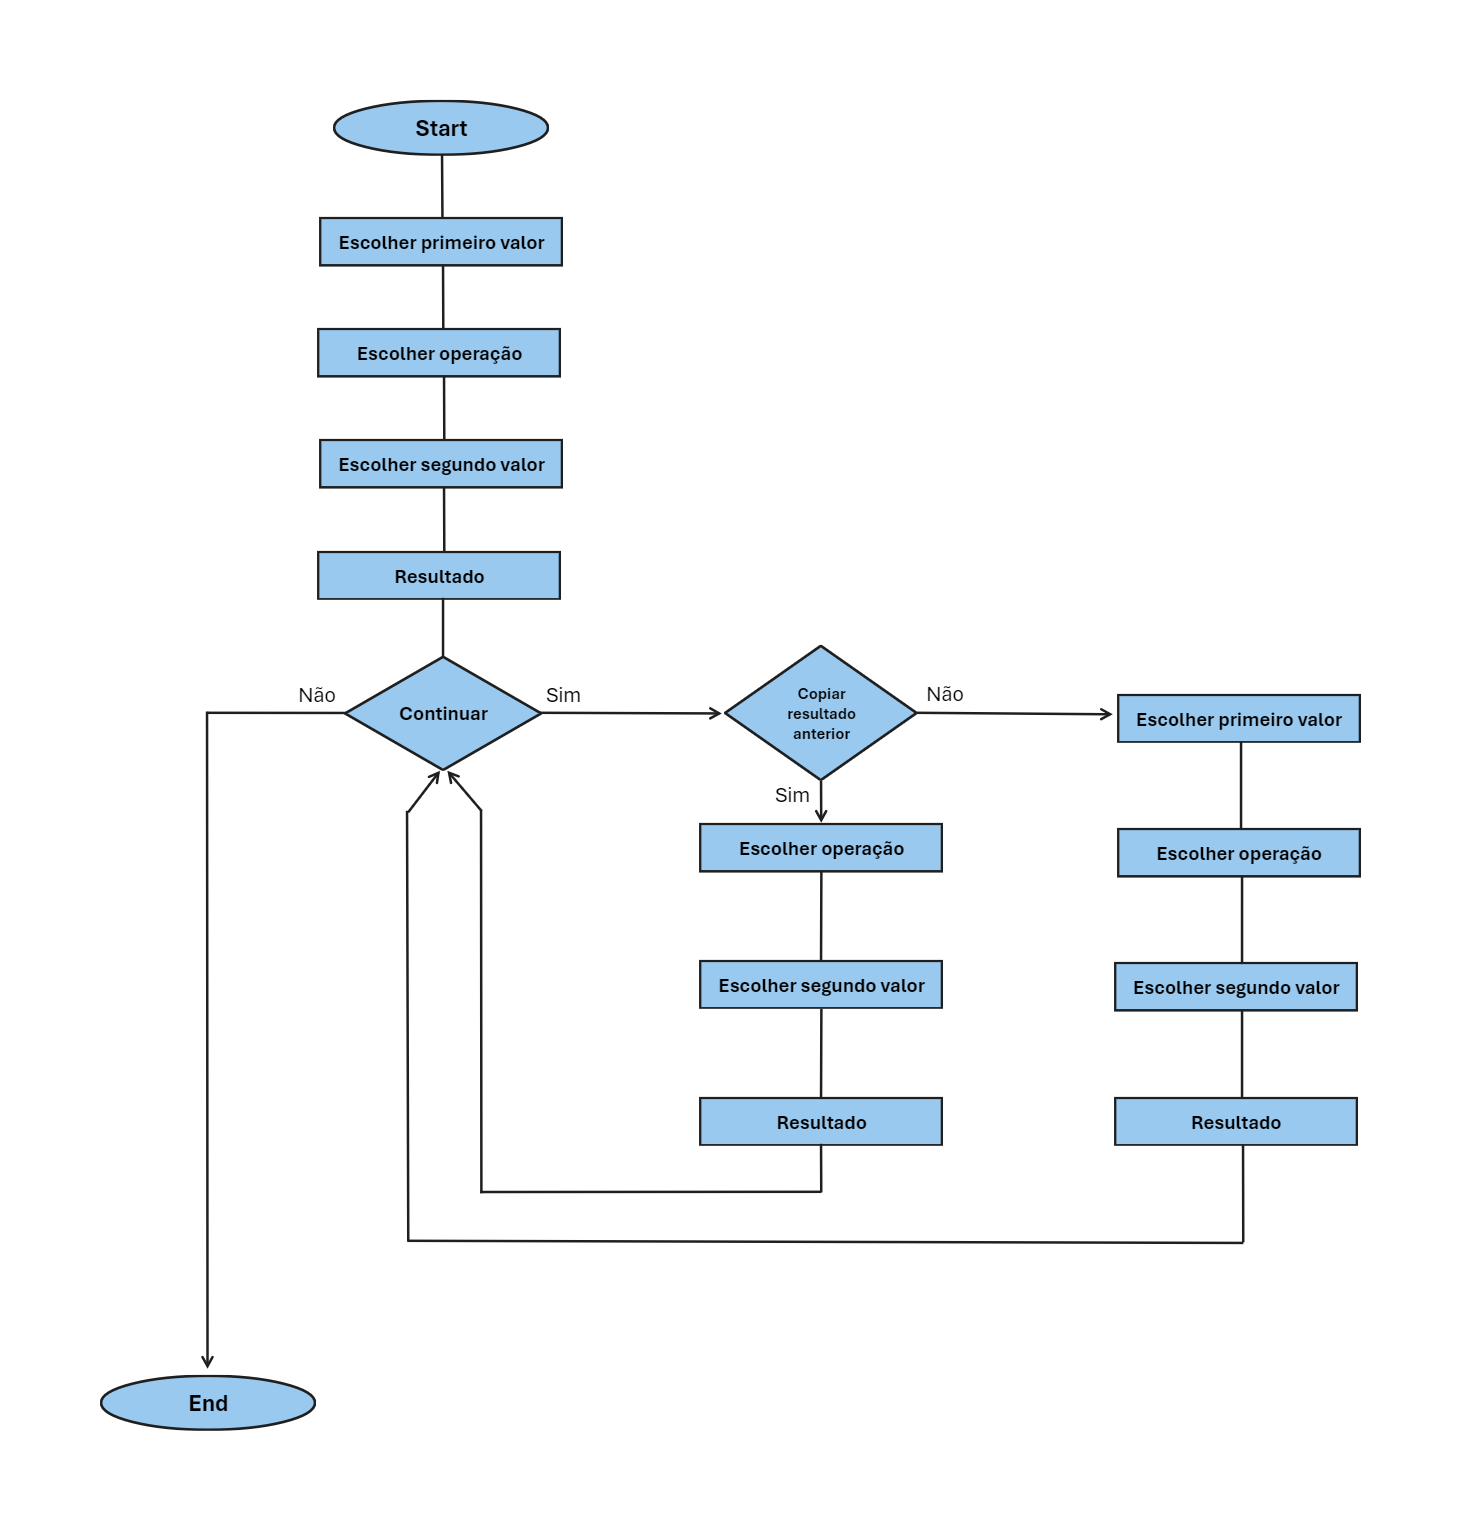 Start
Escolher primeiro valor
Escolher operação
Escolher segundo valor
Resultado
Não
Continuar
Sim
Copiar
resultado
anterior
Não
Escolher primeiro valor
Sim
Escolher operação
Escolher operação
Escolher segundo valor
Escolher segundo valor
Resultado
Resultado
End